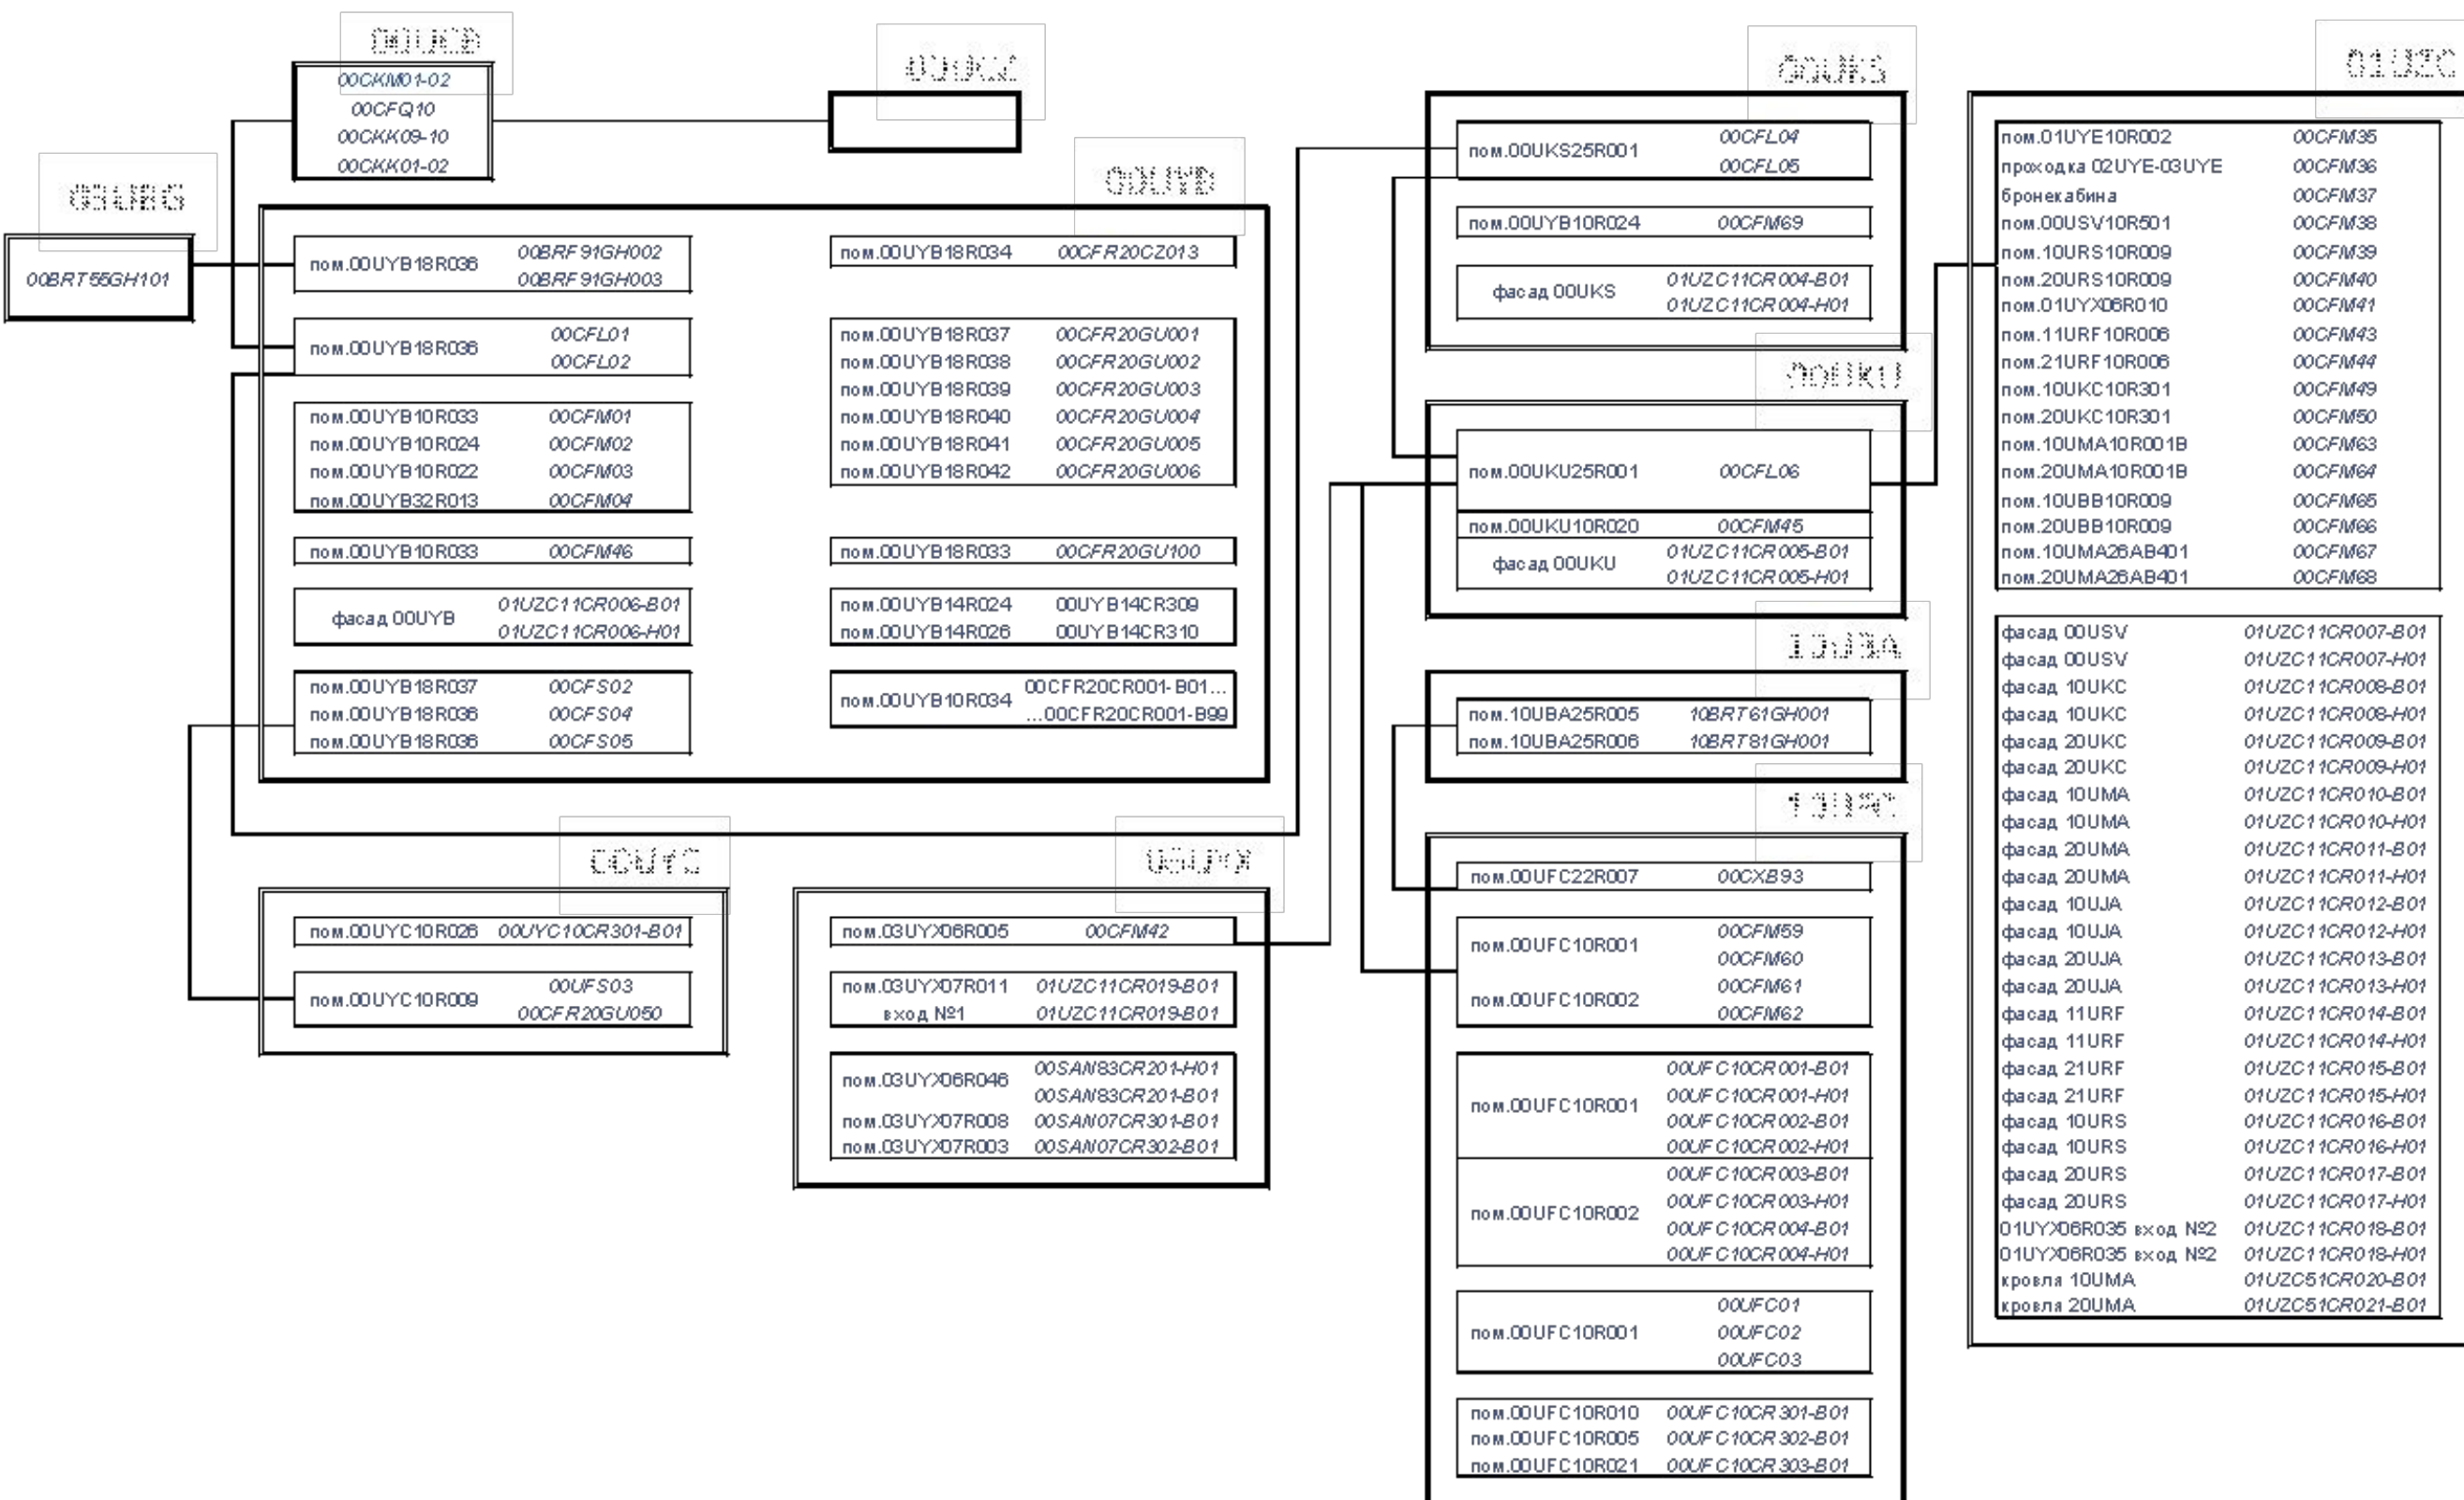 00UCB
00CKM01-02
00CFQ10
00CKK09-10
00CKK01-02
00BRT55GH101
00UYB
пом.00UYB18R036 00BRF91GH002
00BRF91GH003
пом.00UYB18R036 00CFL01
00CFL02
пом.00UYB10R033 00CFM01
пом.00UYB10R024 00CFM02
пом.00UYB10R022 00CFM03
пом.00UYB32R013 00CFM04
пом.00UYB10R033 00CFM46
фасад 00UYB 01UZC11CR006-B01
01UZC11CR006-H01
пом.00UYB18R037 00CFS02
пом.00UYB18R036 00CFS04
пом.00UYB18R036 00CFS05
пом.00UYB18R034 00CFR20CZ013
пом.00UYB18R037 00CFR20GU001
пом.00UYB18R038 00CFR20GU002
пом.00UYB18R039 00CFR20GU003
пом.00UYB18R040 00CFR20GU004
пом.00UYB18R041 00CFR20GU005
пом.00UYB18R042 00CFR20GU006
пом.00UYB18R033 00CFR20GU100
пом.00UYB14R024 00UYB14CR309
пом.00UYB14R026 00UYB14CR310
пом.00UYB10R034 00CFR20CR001-B01...
...00CFR20CR001-B99
00UYC
пом.00UYC10R026 00UYC10CR301-B01
пом.00UYC10R009 00UFS03
00CFR20GU050
пом.03UYX06R005 00CFM42
пом.03UYX07R011 01UZC11CR019-B01
вход №1 01UZC11CR019-B01
пом.03UYX06R046 00SAN83CR201-H01
00SAN83CR201-B01
пом.03UYX07R008 00SAN07CR301-B01
пом.03UYX07R003 00SAN07CR302-B01
00UKS
пом.00UKS25R001 00CFL04
00CFL05
пом.00UYB10R024 00CFM69
фасад 00UKS 01UZC11CR004-B01
01UZC11CR004-H01
00UKU
пом.00UKU25R001 00CFL06
пом.00UKU10R020 00CFM45
фасад 00UKU 01UZC11CR005-B01
01UZC11CR005-H01
10UBA
пом.10UBA25R005 10BRT61GH001
пом.10UBA25R006 10BRT81GH001
пом.00UFC22R007 00CXB93
пом.00UFC10R001 00CFM59
00CFM60
пом.00UFC10R002 00CFM61
00CFM62
пом.00UFC10R001 00UFC10CR001-B01
00UFC10CR001-H01
00UFC10CR002-B01
00UFC10CR002-H01
пом.00UFC10R002 00UFC10CR003-B01
00UFC10CR003-H01
00UFC10CR004-B01
00UFC10CR004-H01
пом.00UFC10R001 00UFC01
00UFC02
00UFC03
пом.00UFC10R010 00UFC10CR301-B01
пом.00UFC10R005 00UFC10CR302-B01
пом.00UFC10R021 00UFC10CR303-B01
01UZC
пом.01UYE10R002 00CFM35
проходка 02UYE-03UYE 00CFM36
бронекабина 00CFM37
пом.00USV10R501 00CFM38
пом.10URS10R009 00CFM39
пом.20URS10R009 00CFM40
пом.01UYX06R010 00CFM41
пом.11URF10R006 00CFM43
пом.21URF10R006 00CFM44
пом.10UKC10R301 00CFM49
пом.20UKC10R301 00CFM50
пом.10UMA10R001B 00CFM63
пом.20UMA10R001B 00CFM64
пом.10UBB10R009 00CFM65
пом.20UBB10R009 00CFM66
пом.10UMA26AB401 00CFM67
пом.20UMA26AB401 00CFM68
фасад 00USV 01UZC11CR007-B01
фасад 00USV 01UZC11CR007-H01
фасад 10UKC 01UZC11CR008-B01
фасад 10UKC 01UZC11CR008-H01
фасад 20UKC 01UZC11CR009-B01
фасад 20UKC 01UZC11CR009-H01
фасад 10UMA 01UZC11CR010-B01
фасад 10UMA 01UZC11CR010-H01
фасад 20UMA 01UZC11CR011-B01
фасад 20UMA 01UZC11CR011-H01
фасад 10UJA 01UZC11CR012-B01
фасад 10UJA 01UZC11CR012-H01
фасад 20UJA 01UZC11CR013-B01
фасад 20UJA 01UZC11CR013-H01
фасад 11URF 01UZC11CR014-B01
фасад 11URF 01UZC11CR014-H01
фасад 21URF 01UZC11CR015-B01
фасад 21URF 01UZC11CR015-H01
фасад 10URS 01UZC11CR016-B01
фасад 10URS 01UZC11CR016-H01
фасад 20URS 01UZC11CR017-B01
фасад 20URS 01UZC11CR017-H01
01UYX06R035 вход №2 01UZC11CR018-B01
01UYX06R035 вход №2 01UZC11CR018-H01
кровля 10UMA 01UZC51CR020-B01
кровля 20UMA 01UZC51CR021-B01